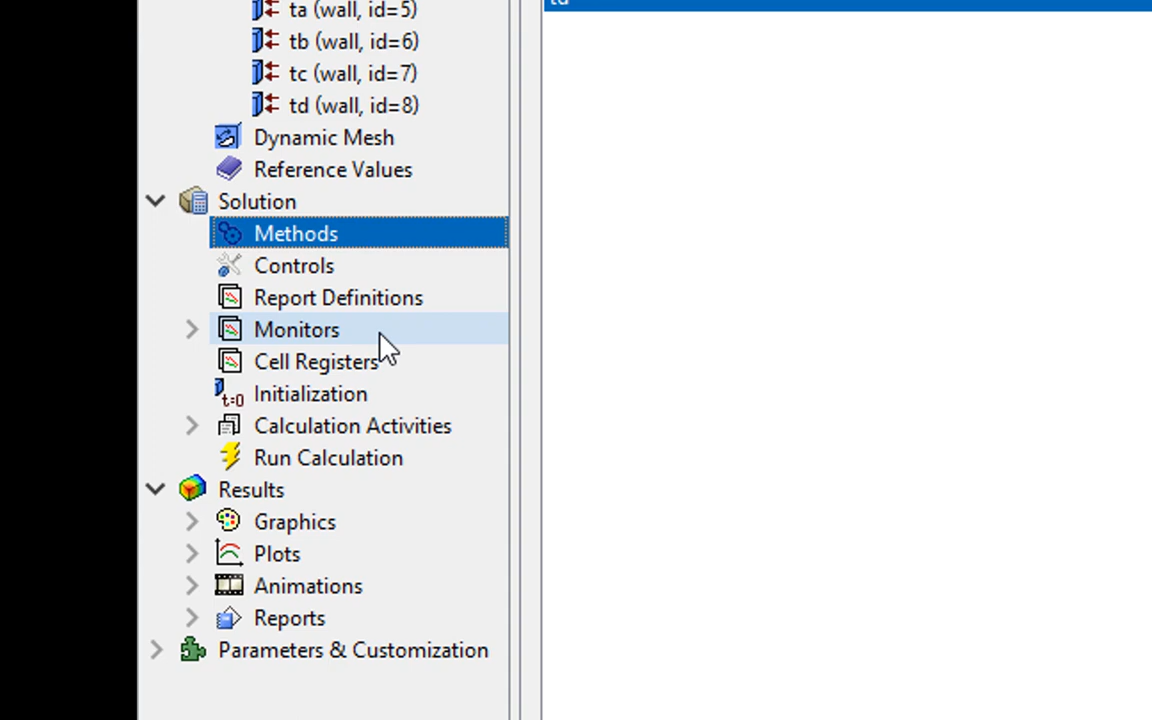 ta (wall, id=5)
tb (wall, id=6)
tc (wall, id=7)
td (wall, id=8)
Dynamic Mesh
Reference Values
Solution
Methods
Controls
Report Definitions
Monitors
Cell Registers
t=0 Initialization
Calculation Activities
Run Calculation
Results
Graphics
Plots
Animations
Reports
Parameters & Customization